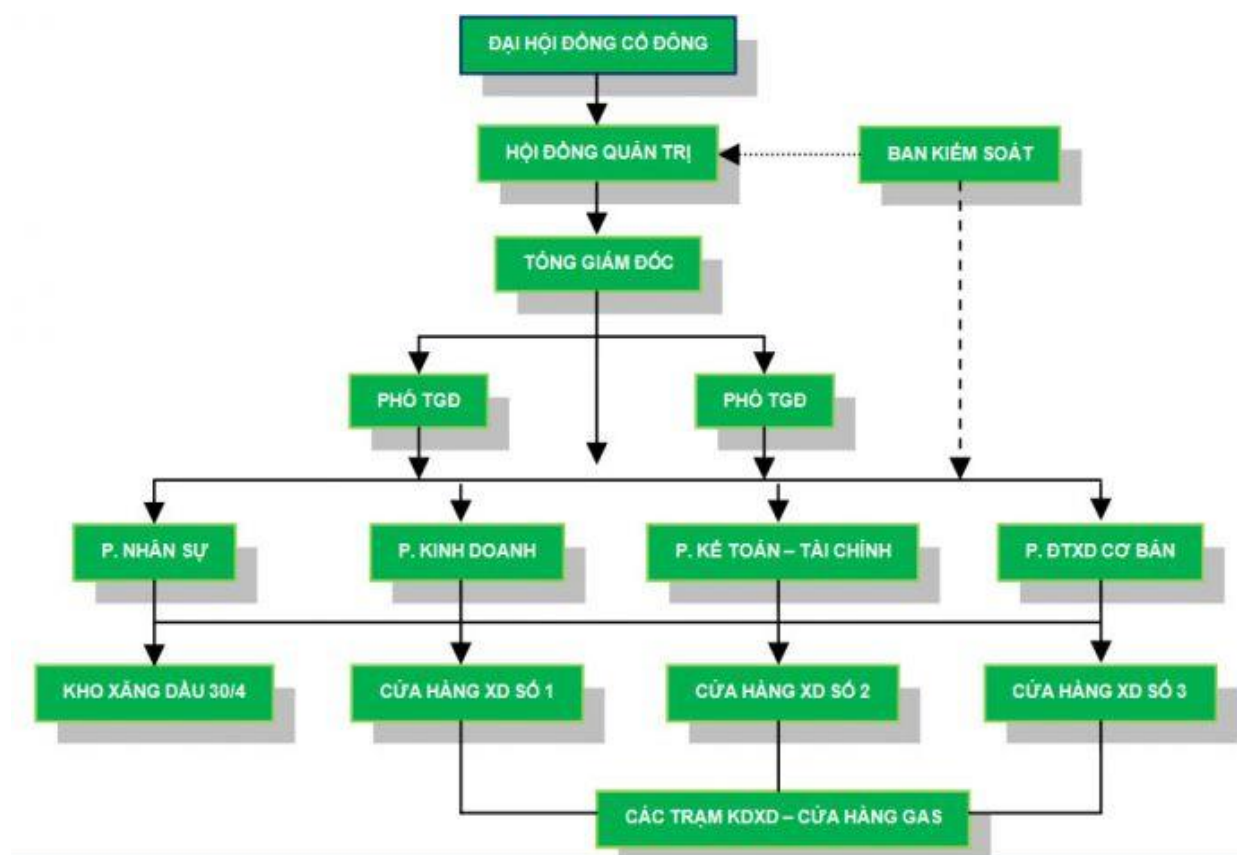 ĐẠI HỘI ĐỒNG CỔ ĐÔNG
HỘI ĐỒNG QUẢN TRỊ
BAN KIỂM SOÁT
TỔNG GIÁM ĐỐC
PHÓ TGĐ
PHÓ TGĐ
P. NHÂN SỰ
P. KINH DOANH
P. KẾ TOÁN – TÀI CHÍNH
P. ĐTXD CƠ BẢN
KHO XĂNG DẦU 30/4
CỬA HÀNG XD SỐ 1
CỬA HÀNG XD SỐ 2
CỬA HÀNG XD SỐ 3
CÁC TRẠM KDXD – CỬA HÀNG GAS